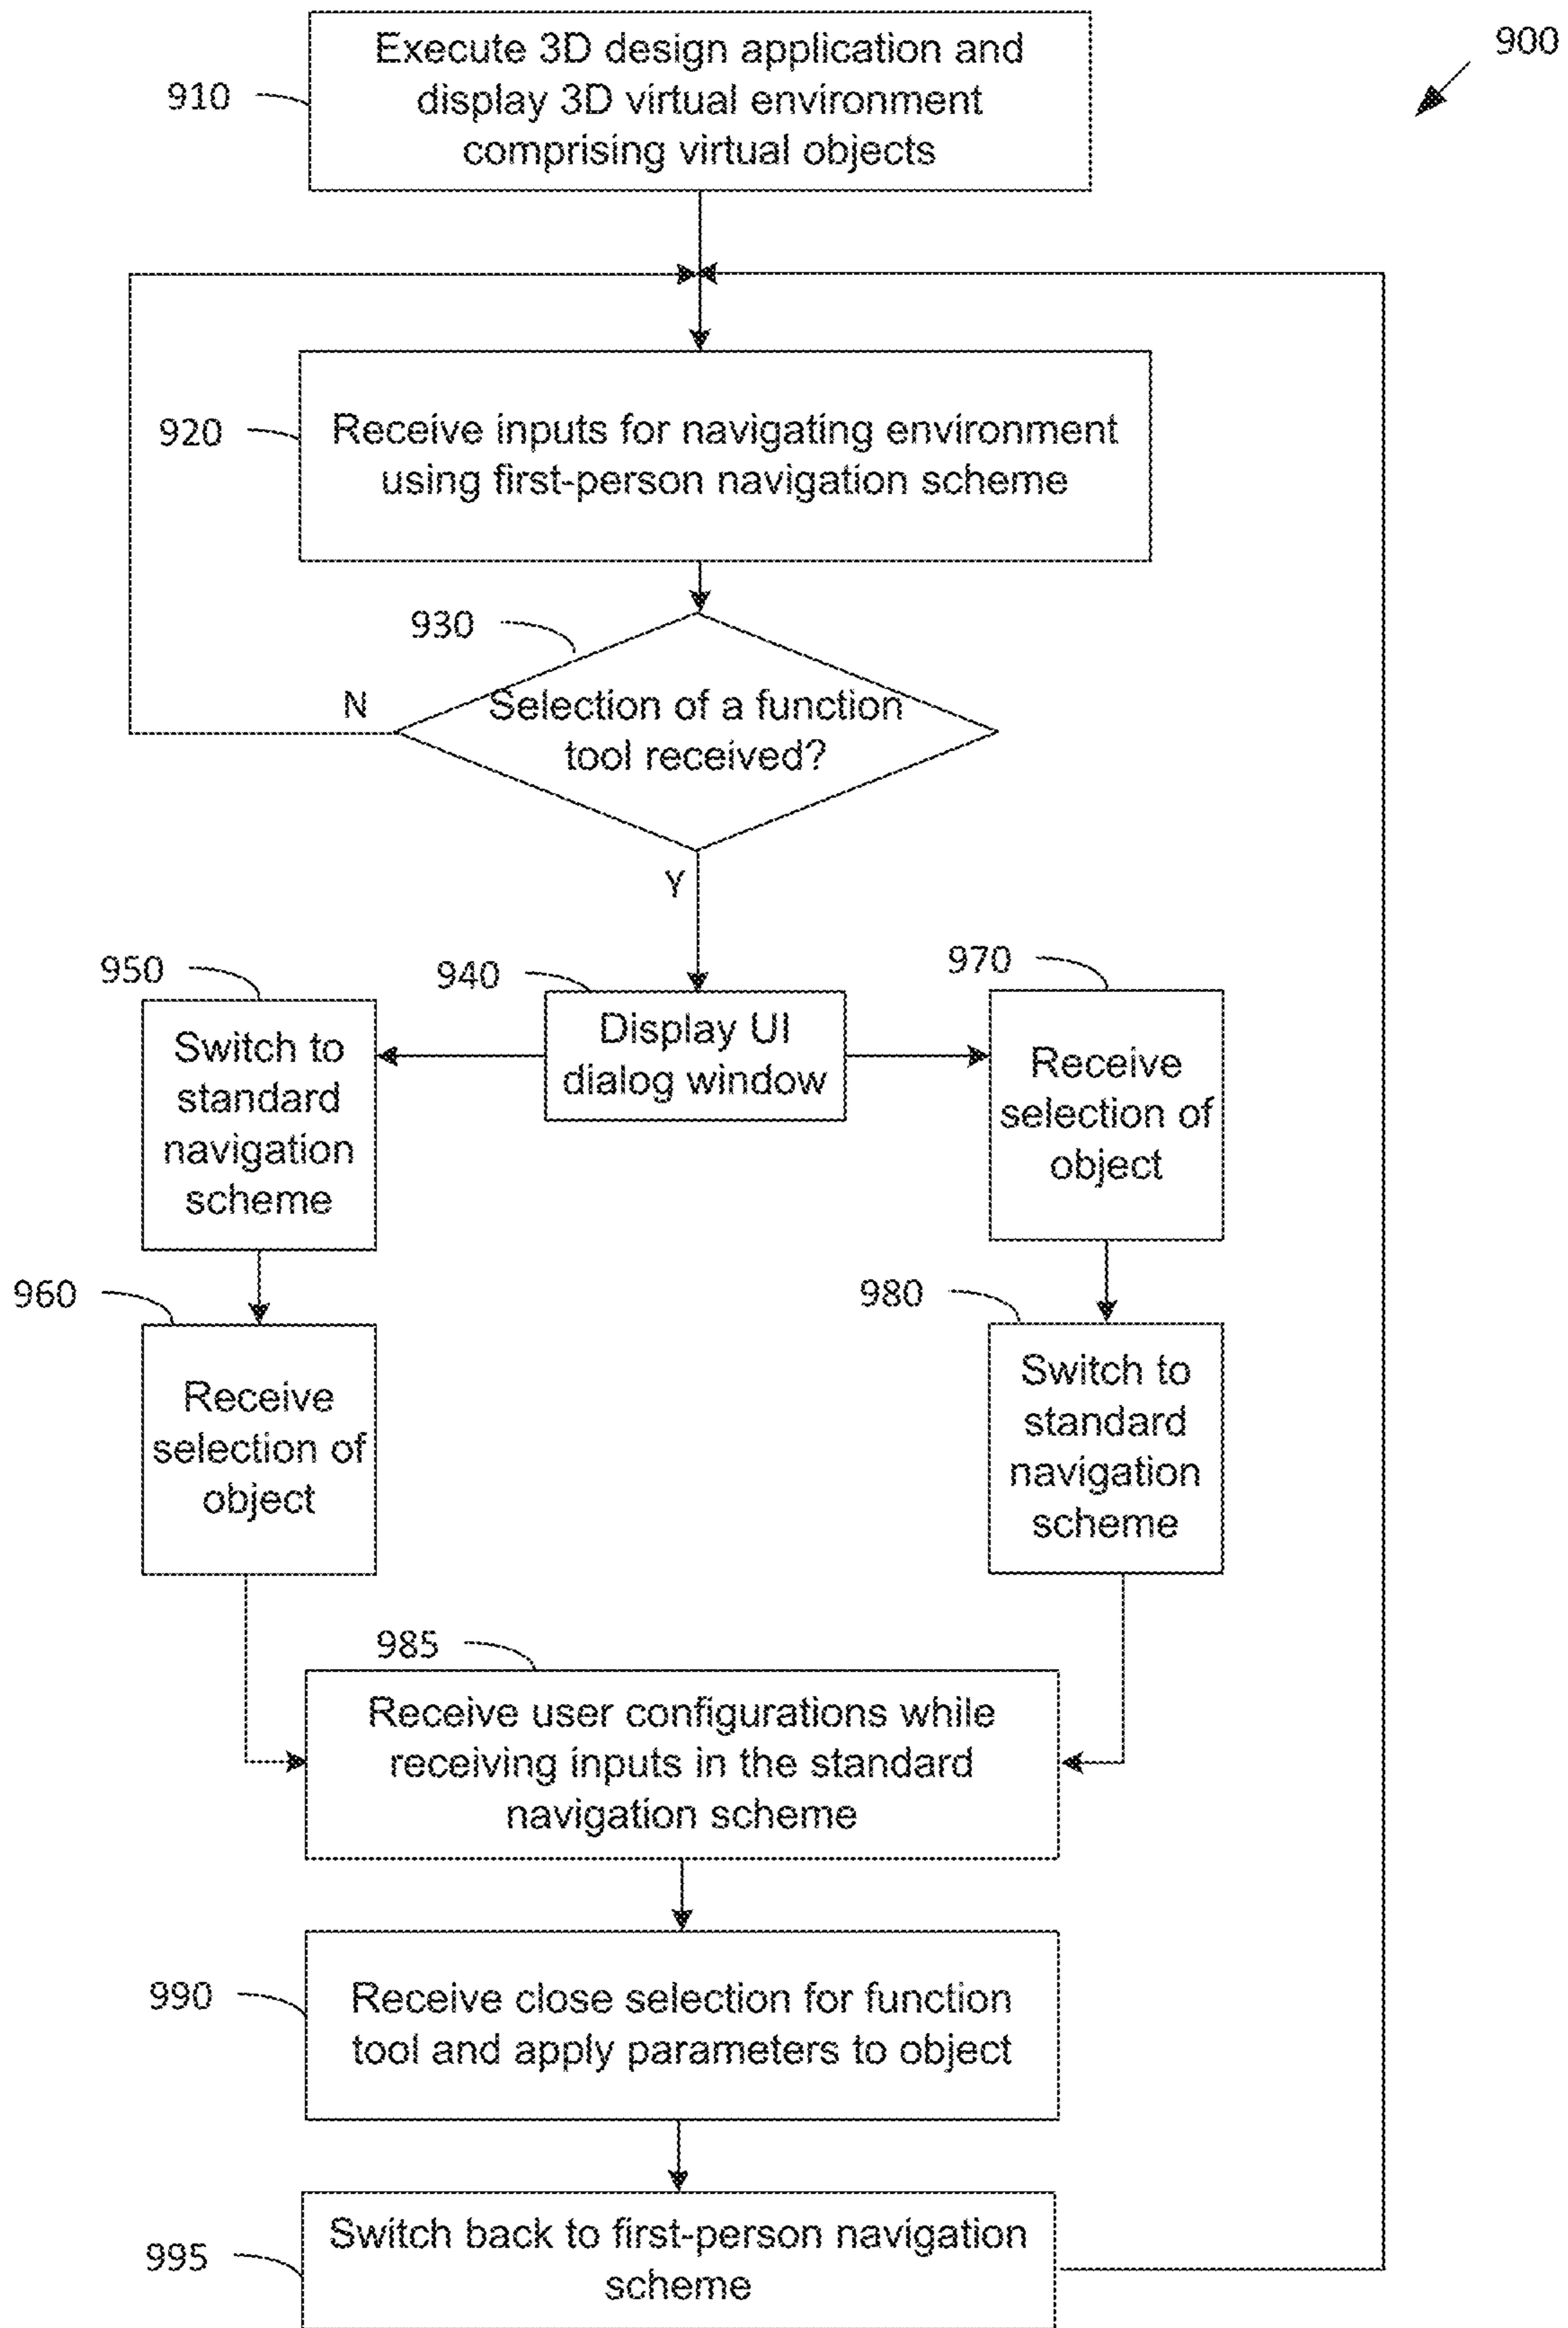 900
Execute 3D design application and
display 3D virtual environment
comprising virtual objects
910
920
Receive inputs for navigating environment
using first-person navigation scheme
930
N
Selection of a function
tool received?
Y
950
Switch to
standard
navigation
scheme
940
Display UI
dialog window
970
Receive
selection of
object
960
Receive
selection of
object
980
Switch to
standard
navigation
scheme
985
Receive user configurations while
receiving inputs in the standard
navigation scheme
990
Receive close selection for function
tool and apply parameters to object
995
Switch back to first-person navigation
scheme